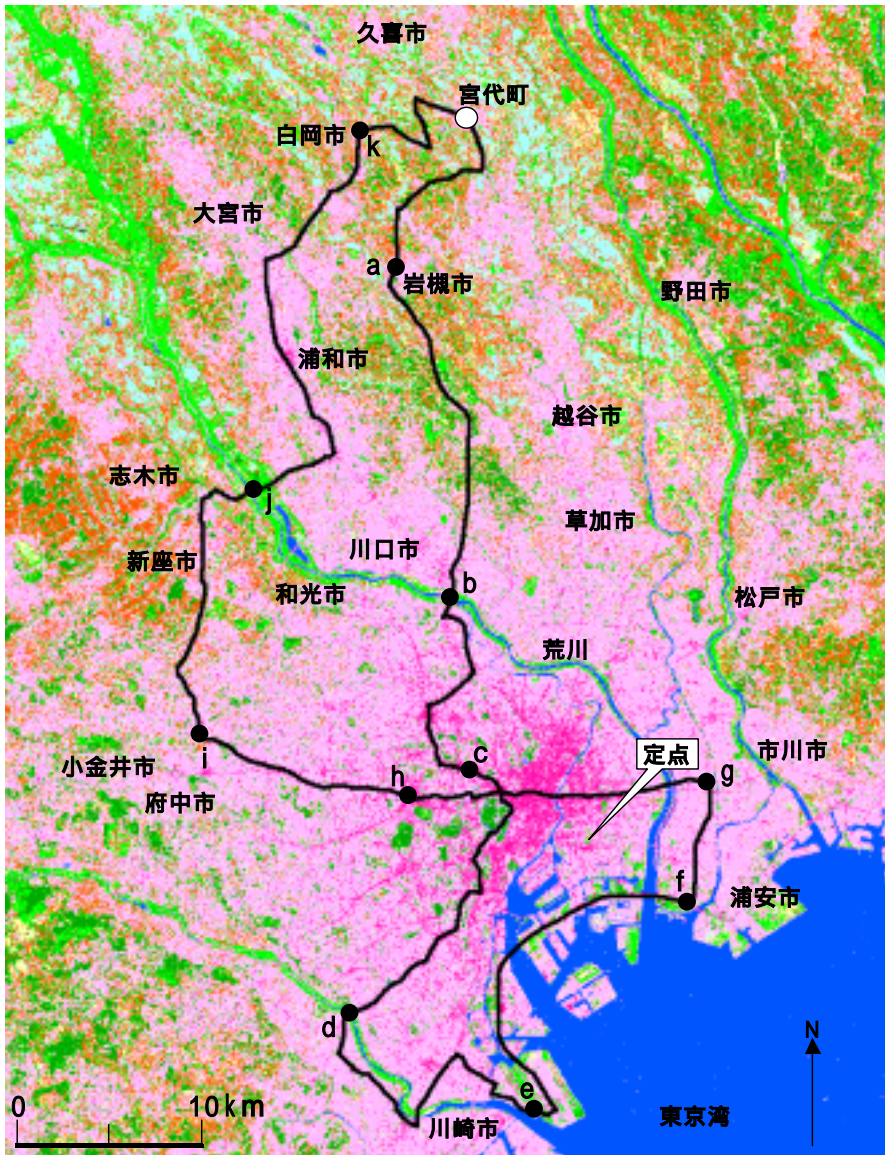 久喜市
宮代町
白岡市
k
大宮市
a
岩槻市
野田市
浦和市
越谷市
志木市
j
草加市
新座市
川口市
和光市
b
松戸市
荒川
定点
市川市
小金井市
i
c
g
h
府中市
f
浦安市
d
N
0
10km
e
川崎市
東京湾